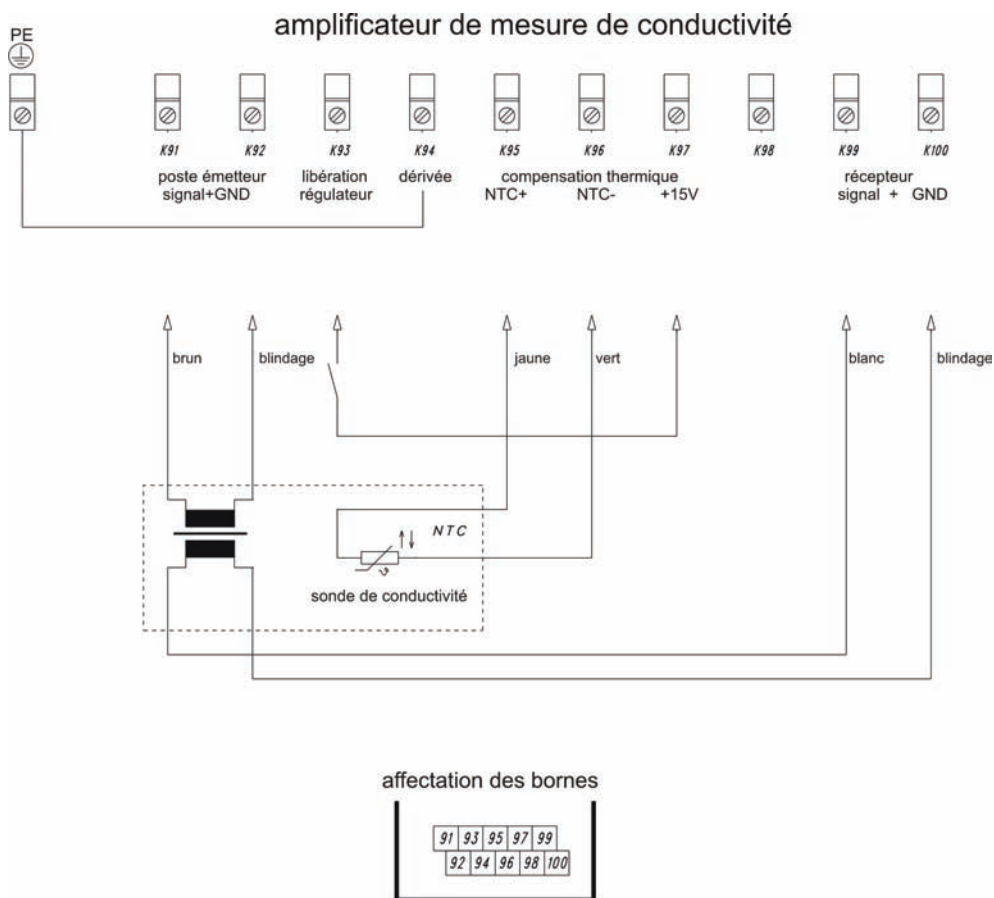 amplificateur de mesure de conductivité
PE
K91 K92 K93 K94 K95 K96 K97 K98 K99 K100
poste émetteur libération dérivée compensation thermique récepteur
signal+GND régulateur NTC+ NTC- +15V signal + GND
brun blindage jaune vert blanc blindage
NTC
sonde de conductivité
affectation des bornes
91 93 95 97 99
92 94 96 98 100